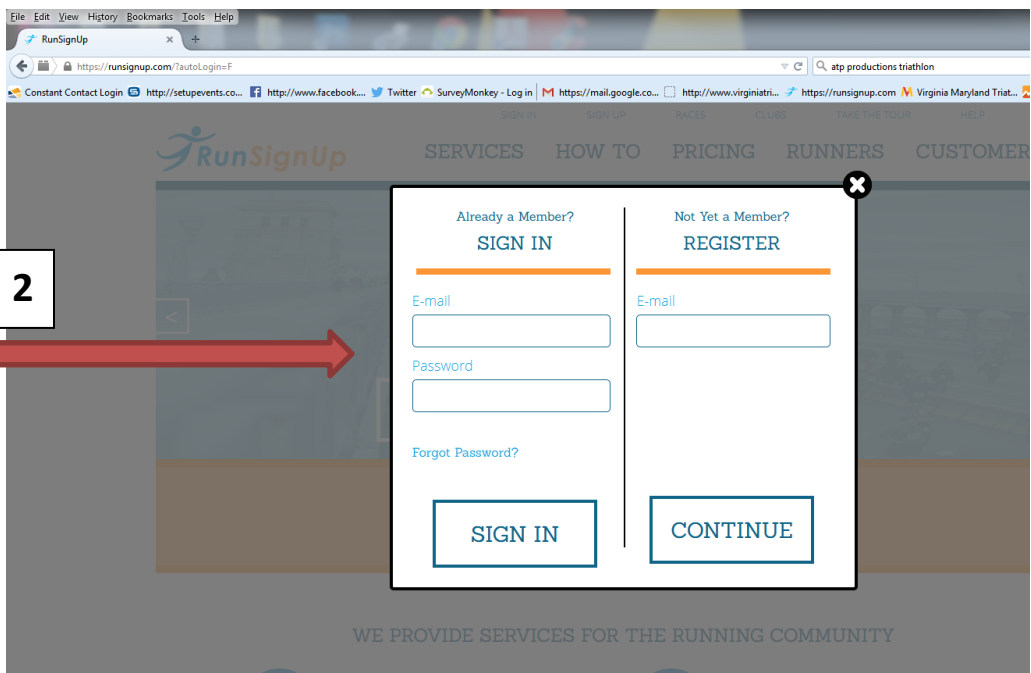 File Edit View History Bookmarks Tools Help
RunSignUp × +
https://runsignup.com/?autoLogin=F atp productions triathlon
Constant Contact Login http://setupevents.co... http://www.facebook.... Twitter SurveyMonkey - Log in https://mail.google.co... http://www.virginiatri... https://runsignup.com Virginia Maryland Triat...
SIGN IN SIGN UP RACES CLUBS TAKE THE TOUR HELP
RunSignUp SERVICES HOW TO PRICING RUNNERS CUSTOMER
Already a Member? Not Yet a Member?
SIGN IN REGISTER
2
E-mail E-mail
<
Password
Forgot Password?
SIGN IN CONTINUE
WE PROVIDE SERVICES FOR THE RUNNING COMMUNITY